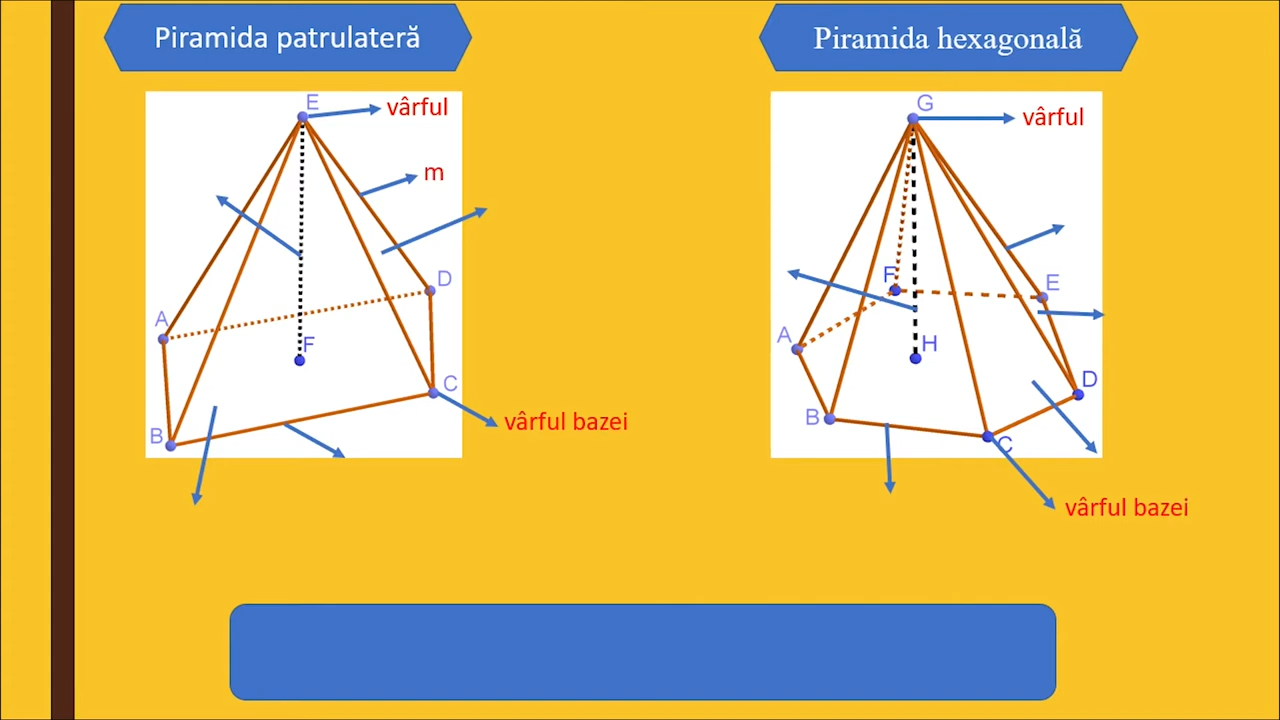 Piramida patrulateră
Piramida hexagonală
E
vârful
m
D
A
F
C
B
vârful bazei
G
vârful
F
E
A
H
D
B
C
vârful bazei